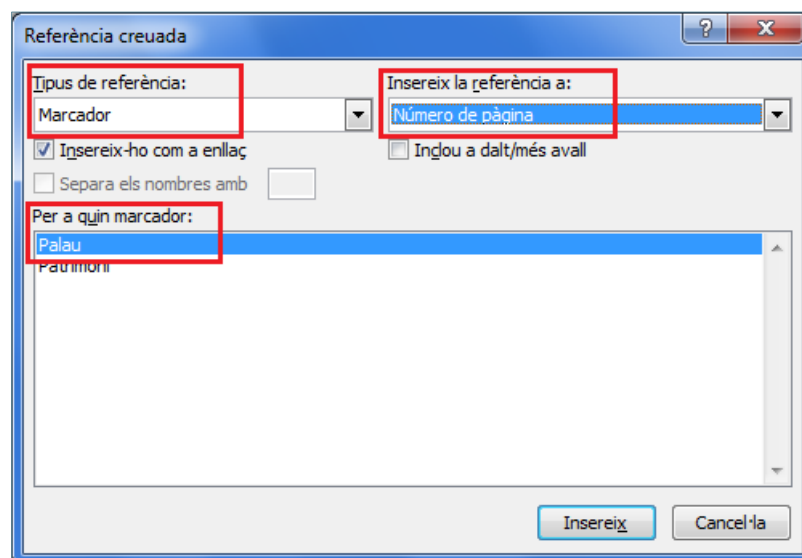 Referència creuada
Tipus de referència:
Insereix la referència a:
Marcador
Número de pàgina
Insereix-ho com a enllaç
Inclou a dalt/més avall
Separa els nombres amb
Per a quin marcador:
Palau
Patrimoni
Insereix
Cancel·la